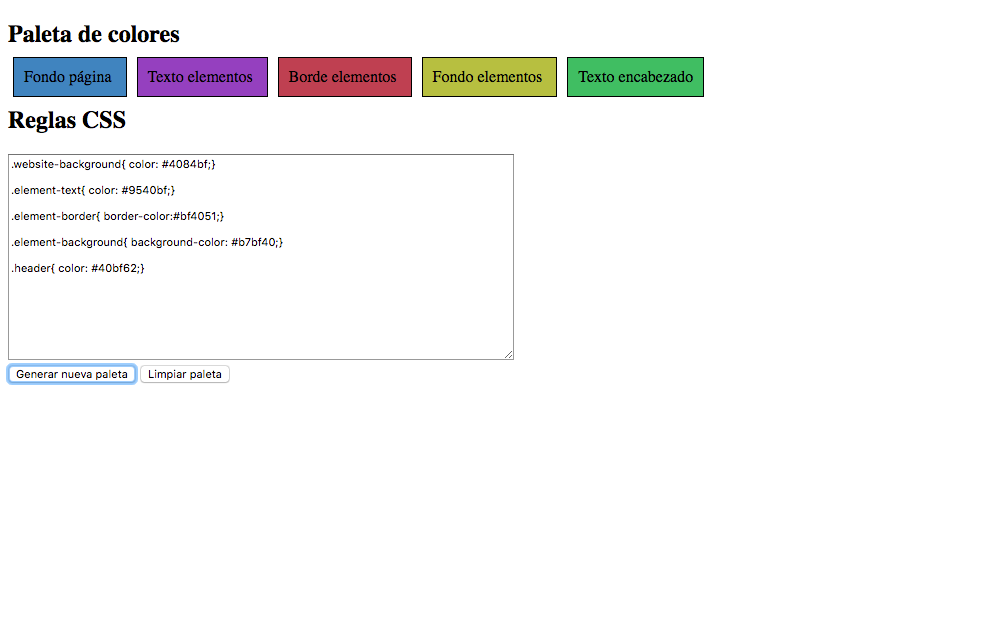 Paleta de colores
Fondo página Texto elementos Borde elementos Fondo elementos Texto encabezado
Reglas CSS
.website-background{ color: #4084bf;}
.element-text{ color: #9540bf;}
.element-border{ border-color:#bf4051;}
.element-background{ background-color: #b7bf40;}
.header{ color: #40bf62;}
Generar nueva paleta Limpiar paleta